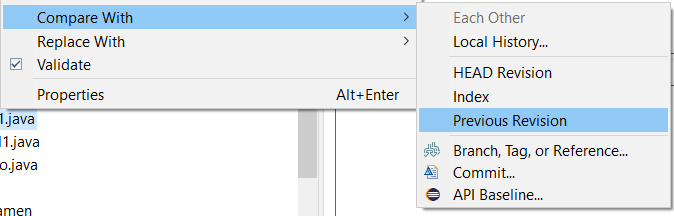 Compare With
Replace With
Validate
Properties Alt+Enter
Each Other
Local History...
HEAD Revision
Index
Previous Revision
Branch, Tag, or Reference...
Commit...
API Baseline...
1.java
11.java
o.java
amen